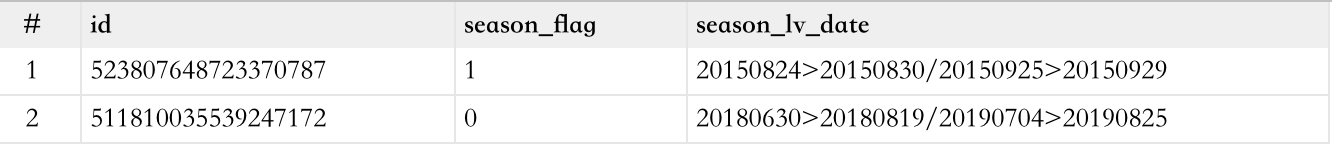 # id season_flag season_lv_date
1 523807648723370787 1 20150824>20150830/20150925>20150929
2 511810035539247172 0 20180630>20180819/20190704>20190825